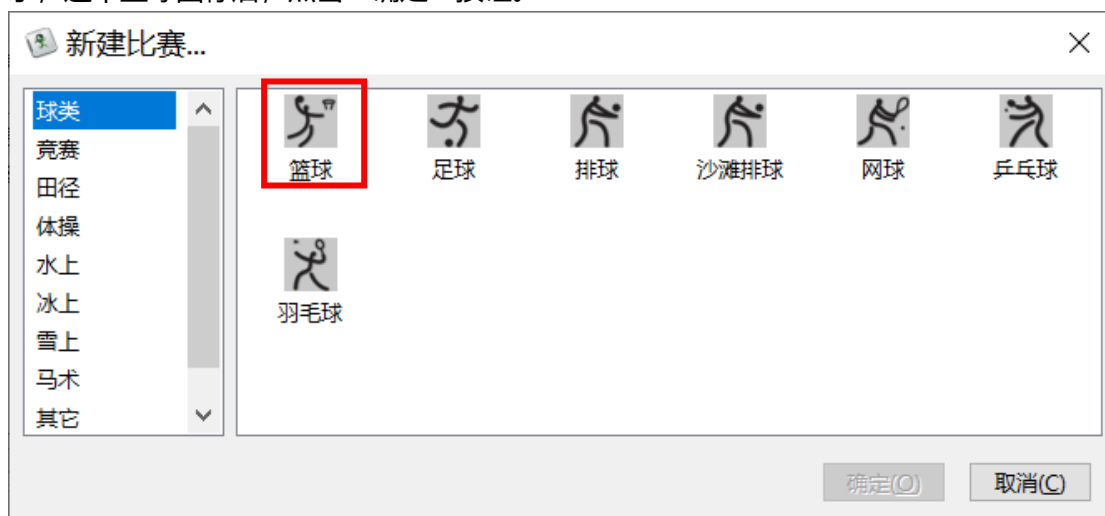 新建比赛...
球类
竞赛
田径
体操
水上
冰上
雪上
马术
其它
篮球
足球
排球
沙滩排球
网球
乒乓球
羽毛球
确定(O)
取消(C)